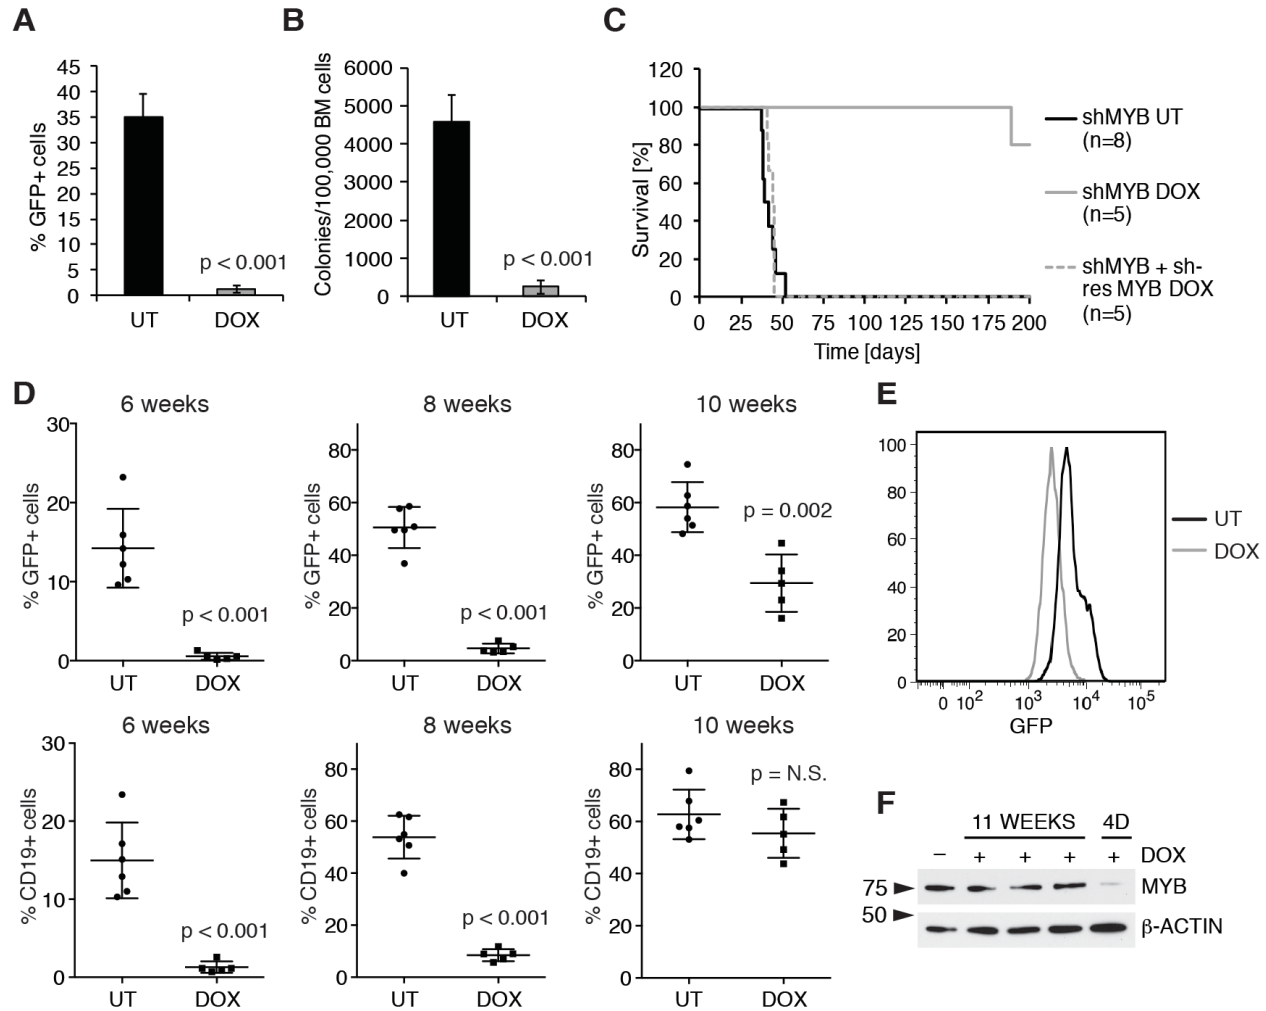 A
% GFP+ cells
45
40
35
30
25
20
15
10
5
0
p < 0.001
UT
DOX
B
Colonies/100,000 BM cells
6000
5000
4000
3000
2000
1000
0
p < 0.001
UT
DOX
C
Survival [%]
120
100
80
60
40
20
0
0 25 50 75 100 125 150 175 200
Time [days]
shMYB UT
(n=8)
shMYB DOX
(n=5)
shMYB + sh-
res MYB DOX
(n=5)
D
6 weeks
% GFP+ cells
30
20
10
0
p < 0.001
UT
DOX
8 weeks
% GFP+ cells
80
60
40
20
0
p < 0.001
UT
DOX
10 weeks
% GFP+ cells
80
60
40
20
0
p = 0.002
UT
DOX
6 weeks
% CD19+ cells
30
20
10
0
p < 0.001
UT
DOX
8 weeks
% CD19+ cells
80
60
40
20
0
p < 0.001
UT
DOX
10 weeks
% CD19+ cells
80
60
40
20
0
p = N.S.
UT
DOX
E
100
80
60
40
20
0
0 10² 10³ 10⁴ 10⁵
GFP
UT
DOX
F
11 WEEKS 4D
– + + + + DOX
75 MYB
50
β-ACTIN